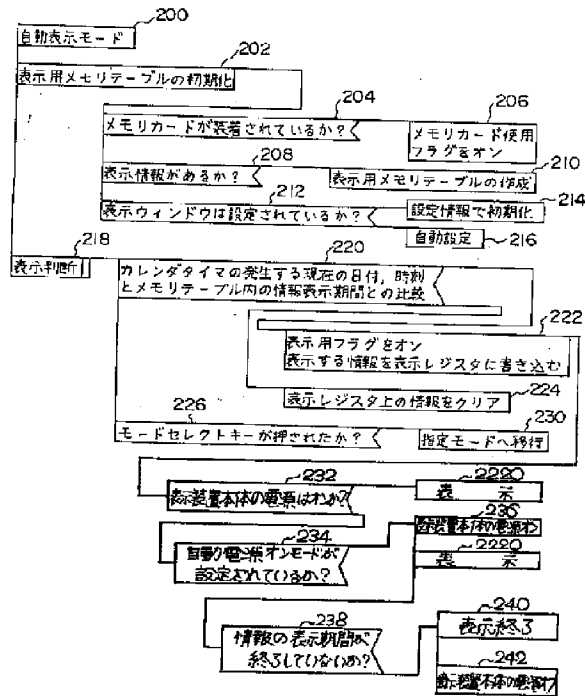 200
自動表示モード
202
表示用メモリテーブルの初期化
204
メモリカードが装着されているか?
206
メモリカード使用
フラグをオン
208
表示情報があるか?
210
表示用メモリテーブルの作成
212
表示ウィンドウは設定されているか?
214
設定情報で初期化
自動設定
216
218
表示判断
220
カレンダタイマの発生する現在の日付,時刻
とメモリテーブル内の情報表示期間との比較
222
表示用フラグをオン
表示する情報を表示レジスタに書き込む
224
表示レジスタ上の情報をクリア
226
モードセレクトキーが押されたか?
230
指定モードへ移行
232
表示装置本体の電源はオンか?
2220
表 示
234
自動電源オンモードが
設定されているか?
236
表示装置本体の電源オン
2220
表 示
238
情報の表示期間が
終了していないか?
240
表示終了
242
表示装置本体の電源オフ